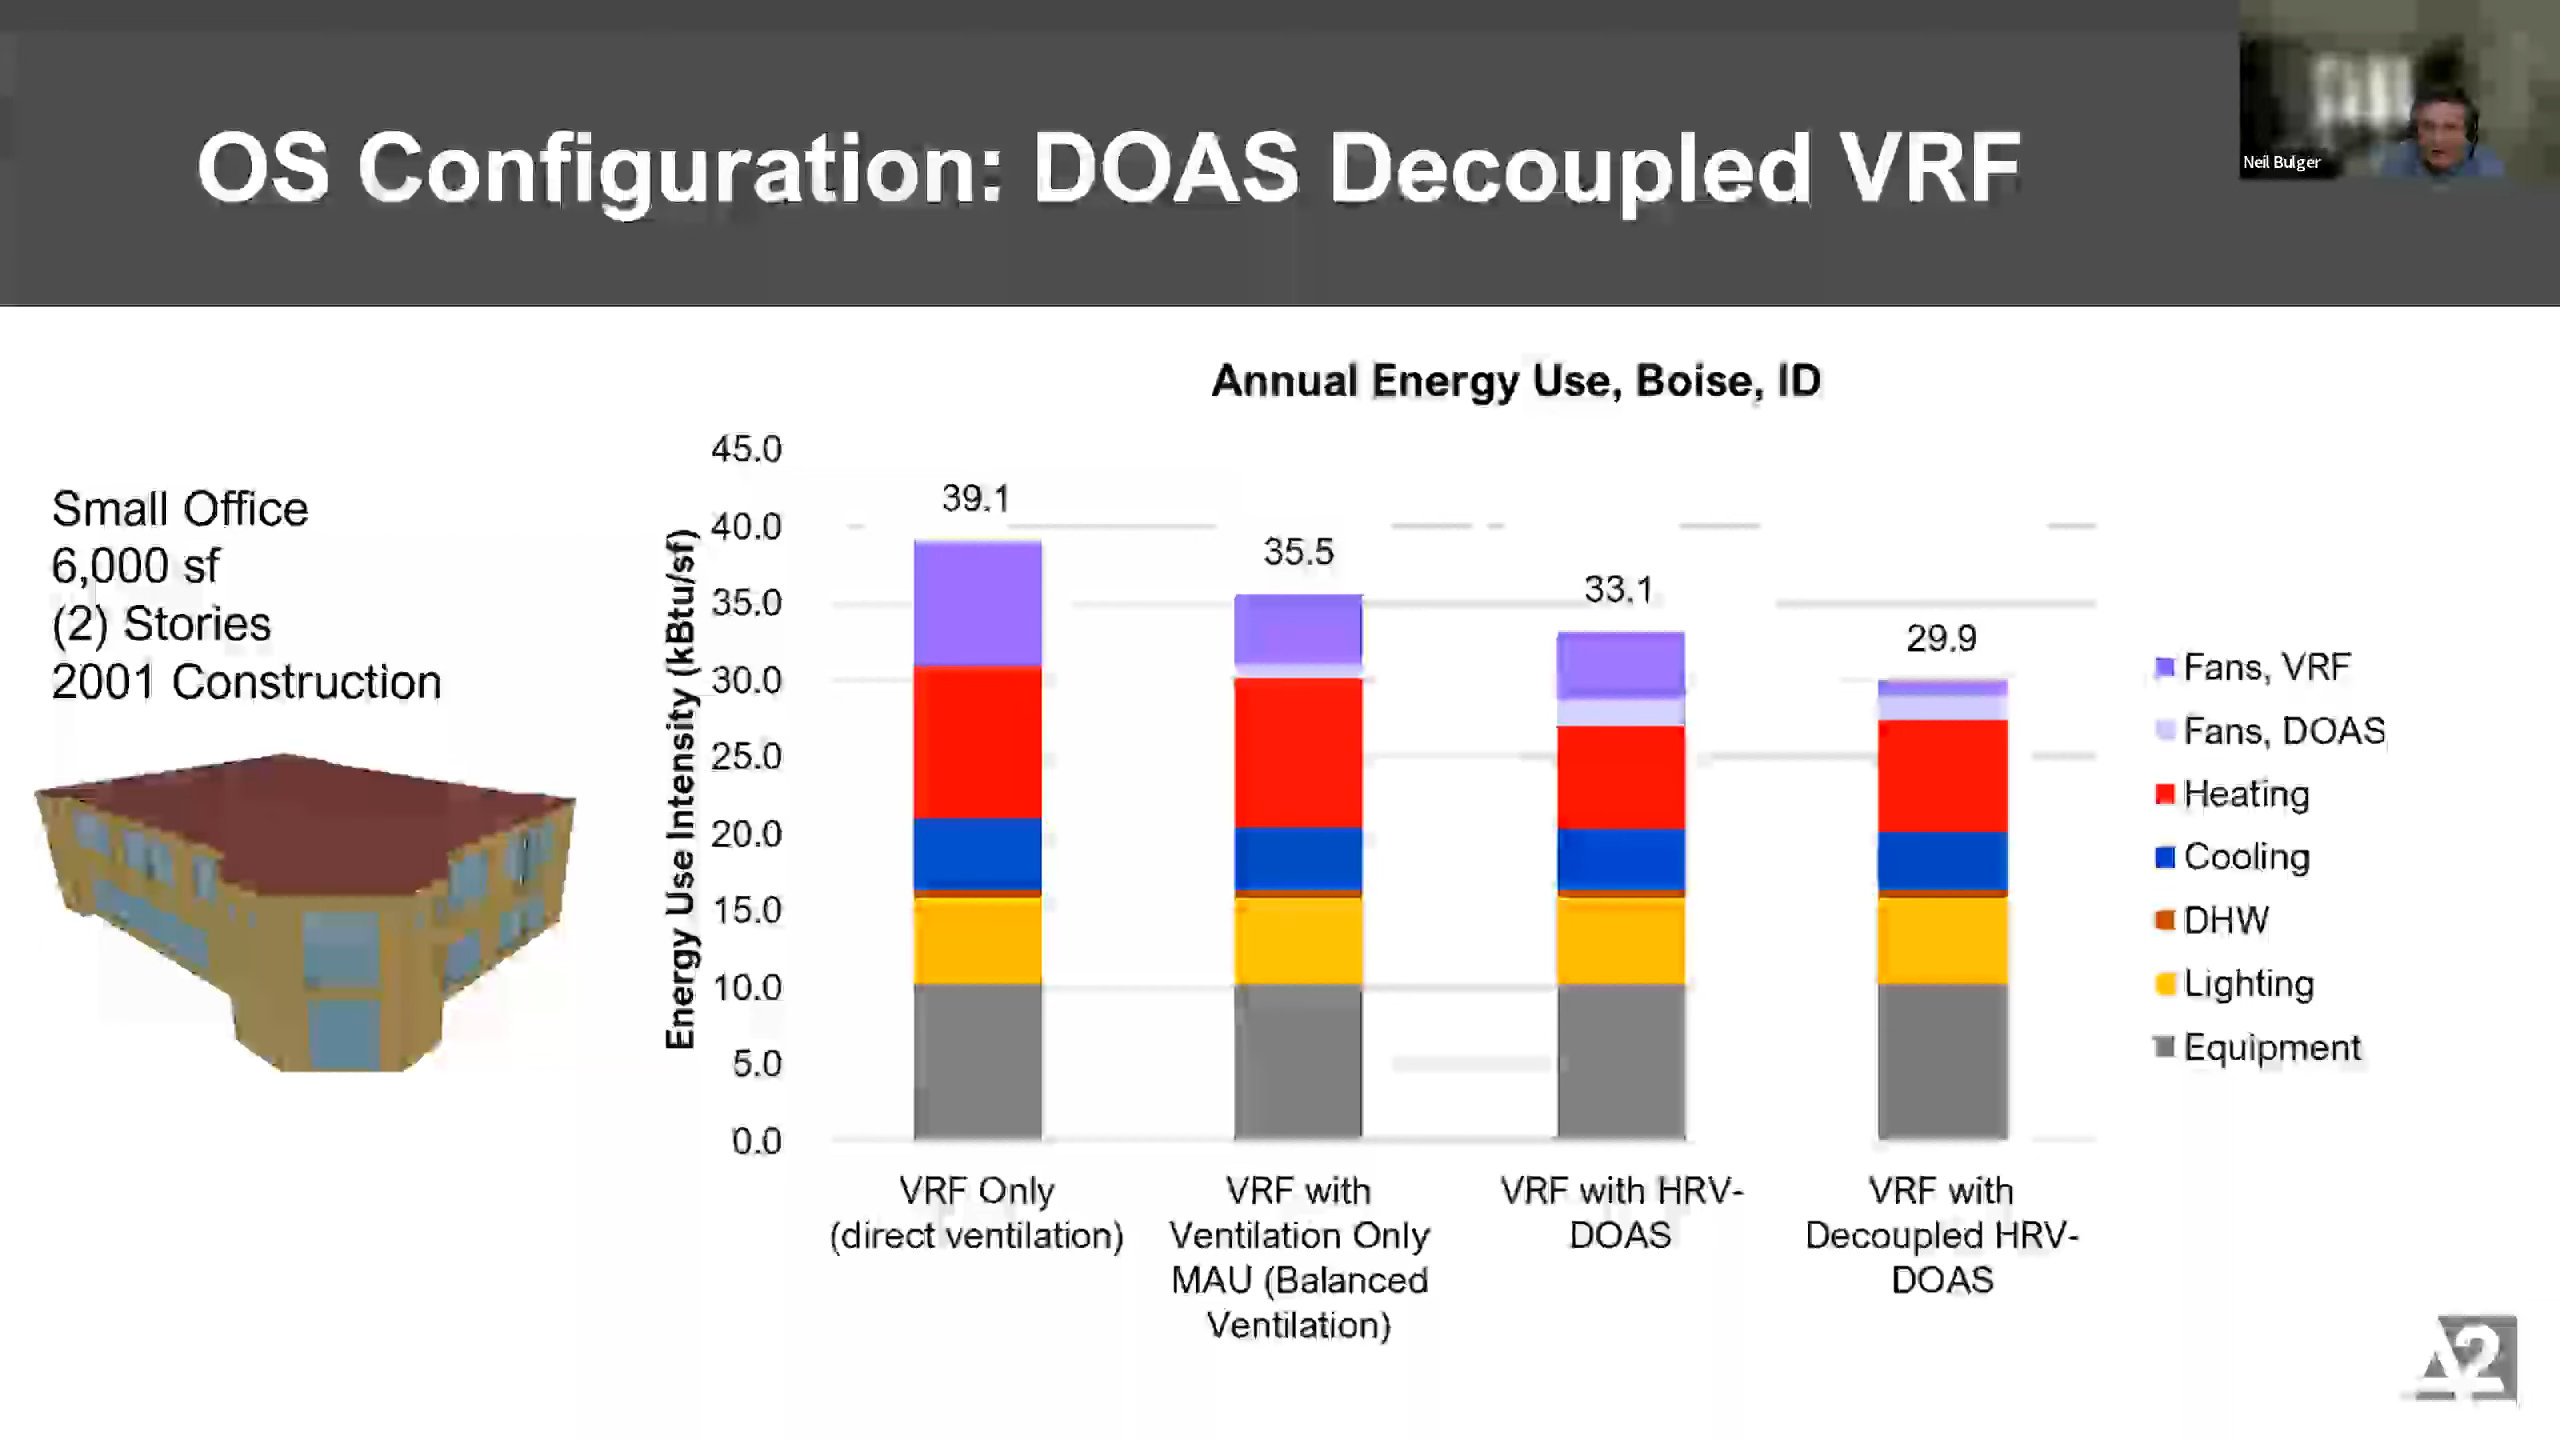 OS Configuration: DOAS Decoupled VRF
Neil Bulger
Small Office
6,000 sf
(2) Stories
2001 Construction
Annual Energy Use, Boise, ID
Energy Use Intensity (kBtu/sf)
45.0
40.0
35.0
30.0
25.0
20.0
15.0
10.0
5.0
0.0
39.1
35.5
33.1
29.9
VRF Only
(direct ventilation)
VRF with
Ventilation Only
MAU (Balanced
Ventilation)
VRF with HRV-
DOAS
VRF with
Decoupled HRV-
DOAS
Fans, VRF
Fans, DOAS
Heating
Cooling
DHW
Lighting
Equipment
A2